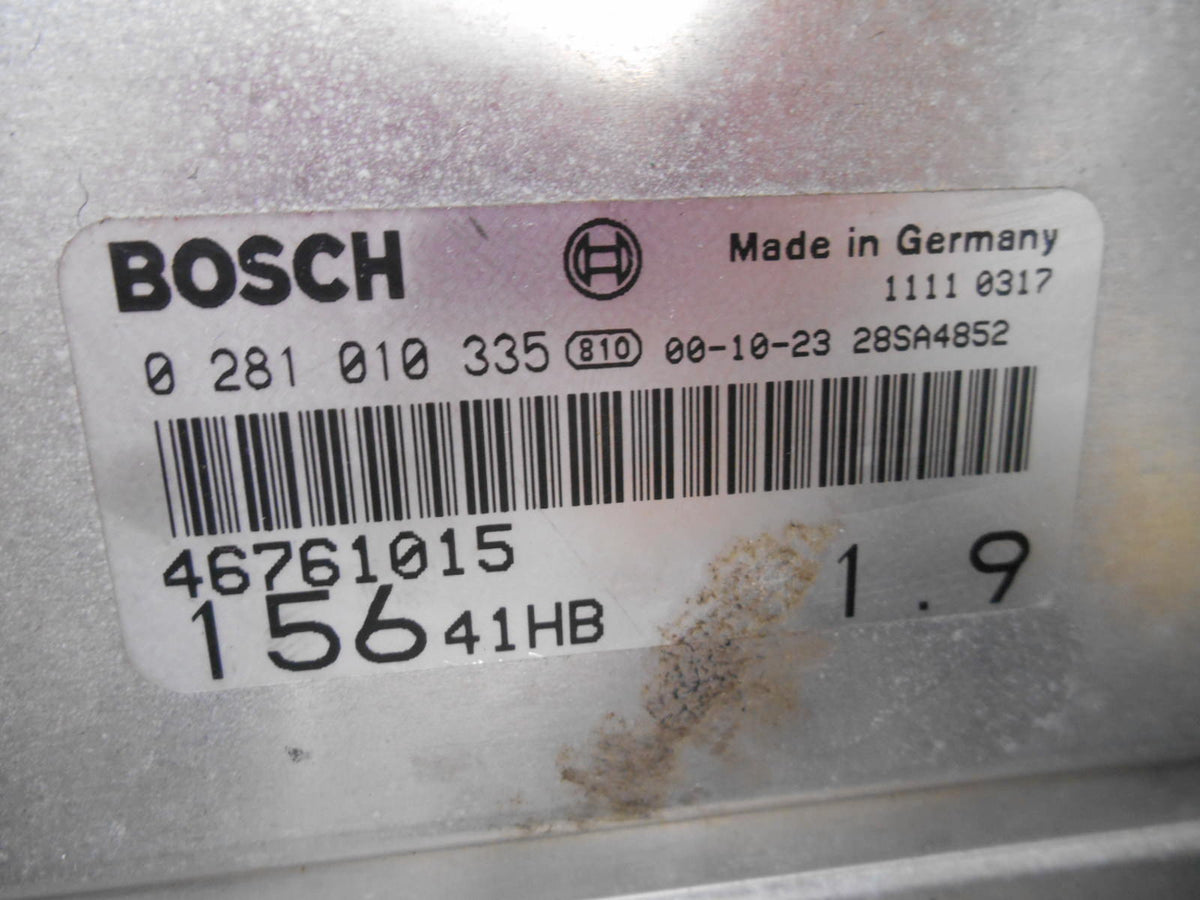 BOSCH Made in Germany
1111 0317
0 281 010 335 810 00-10-23 28SA4852
46761015
156 41HB 1.9